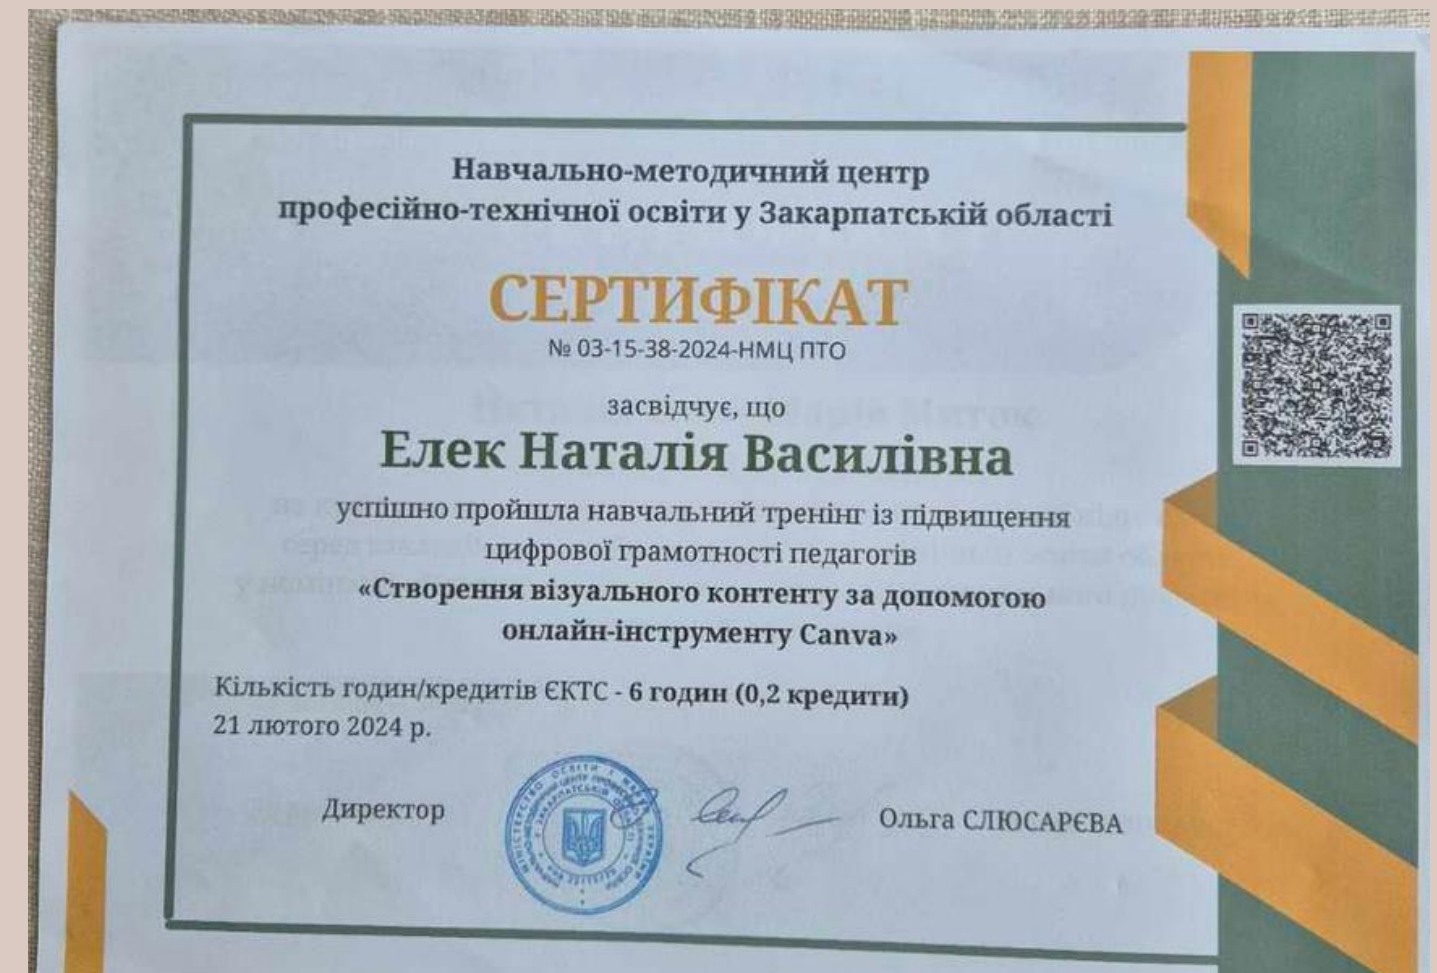 Навчально-методичний центр
професійно-технічної освіти у Закарпатській області
СЕРТИФІКАТ
№ 03-15-38-2024-НМЦ ПТО
засвідчує, що
Елек Наталія Василівна
успішно пройшла навчальний тренінг із підвищення
цифрової грамотності педагогів
«Створення візуального контенту за допомогою
онлайн-інструменту Canva»
Кількість годин/кредитів ЄКТС - 6 годин (0,2 кредити)
21 лютого 2024 р.
Директор
Ольга СЛЮСАРЄВА